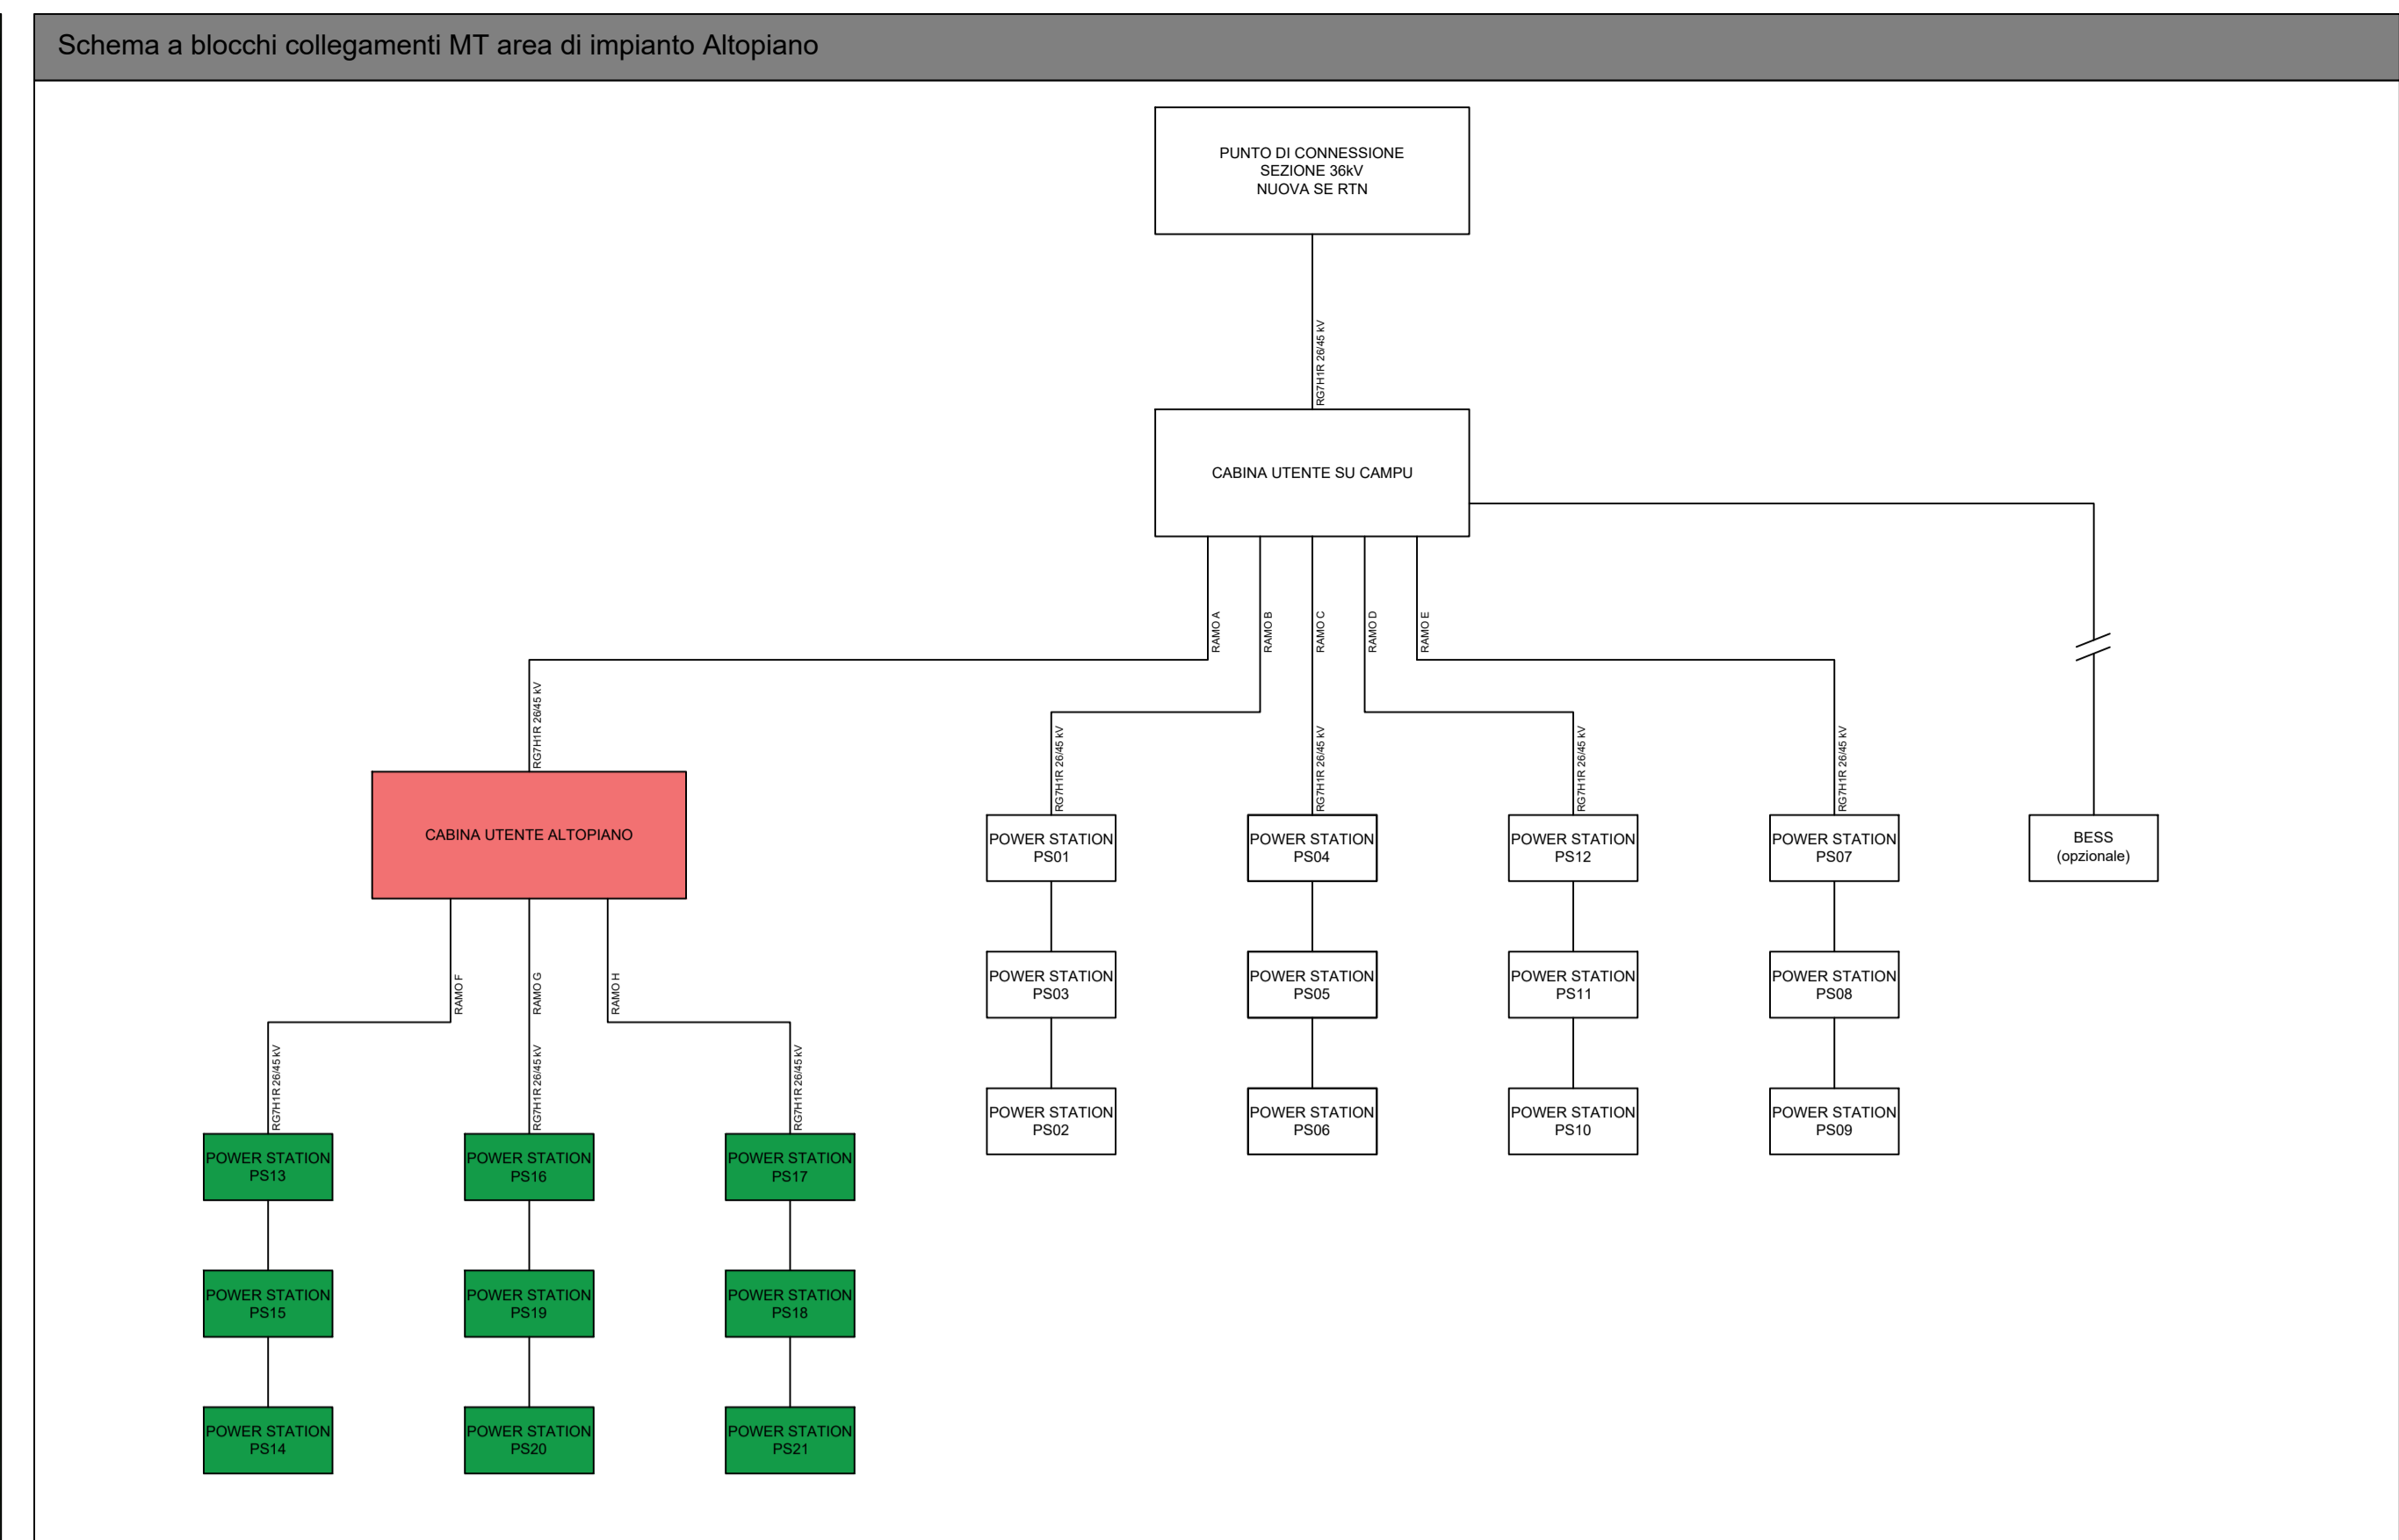 Schema a blocchi collegamenti MT area di impianto Altopiano
PUNTO DI CONNESSIONE
SEZIONE 36kV
NUOVA SE RTN
RG7H1R 26/45 kV
CABINA UTENTE SU CAMPU
RAMO A
RAMO B
RAMO C
RAMO D
RAMO E
RG7H1R 26/45 kV
RG7H1R 26/45 kV
RG7H1R 26/45 kV
RG7H1R 26/45 kV
RG7H1R 26/45 kV
CABINA UTENTE ALTOPIANO
POWER STATION
PS01
POWER STATION
PS04
POWER STATION
PS12
POWER STATION
PS07
BESS
(opzionale)
POWER STATION
PS03
POWER STATION
PS05
POWER STATION
PS11
POWER STATION
PS08
RAMO F
RAMO G
RAMO H
RG7H1R 26/45 kV
RG7H1R 26/45 kV
RG7H1R 26/45 kV
POWER STATION
PS02
POWER STATION
PS06
POWER STATION
PS10
POWER STATION
PS09
POWER STATION
PS13
POWER STATION
PS16
POWER STATION
PS17
POWER STATION
PS15
POWER STATION
PS19
POWER STATION
PS18
POWER STATION
PS14
POWER STATION
PS20
POWER STATION
PS21